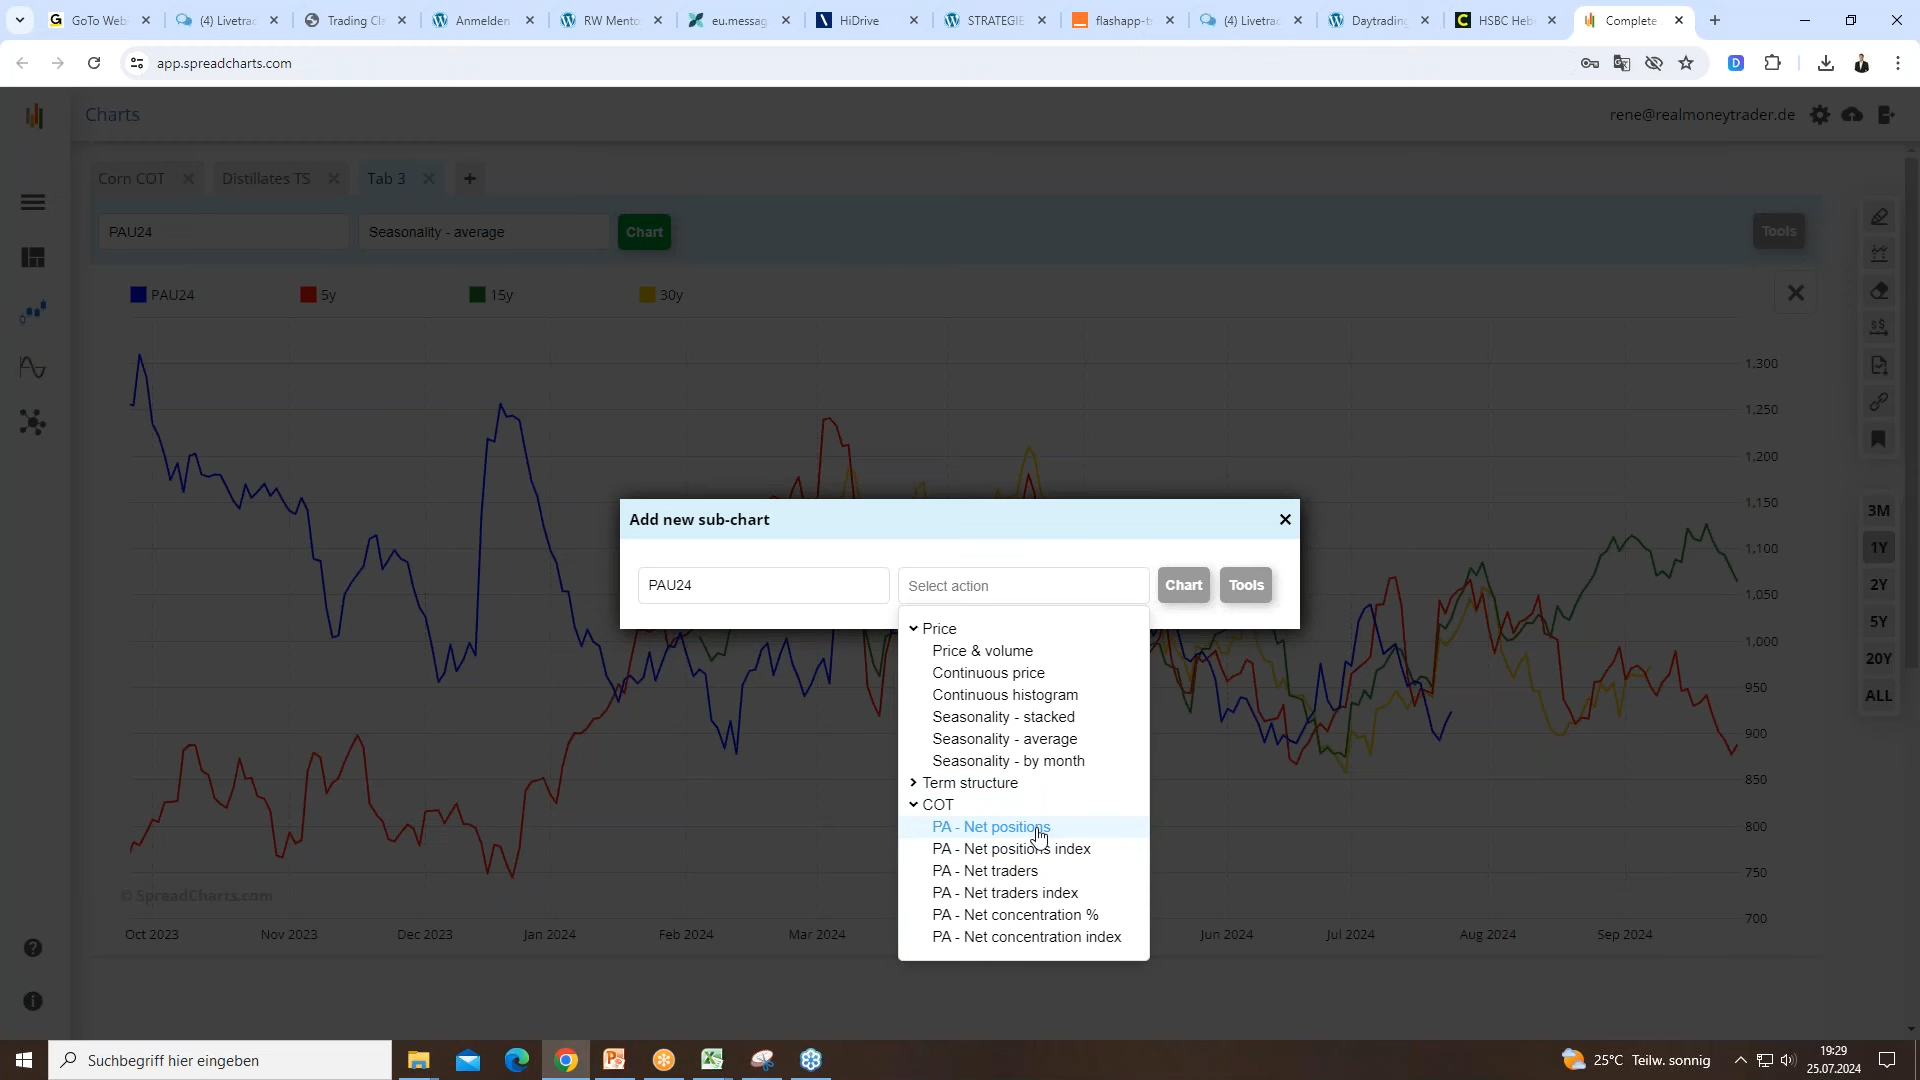 GoTo Web
(4) Livetrac
Trading Cl
Anmelden
RW Mento
eu.messag
HiDrive
STRATEGIE
flashapp-t
(4) Livetrac
Daytrading
HSBC Heb
Complete
app.spreadcharts.com
Charts
rene@realmoneytrader.de
Corn COT
Distillates TS
Tab 3
PAU24
Seasonality - average
Chart
Tools
PAU24
5y
15y
30y
1,300
1,250
1,200
1,150
1,100
1,050
1,000
950
900
850
800
750
700
3M
1Y
2Y
5Y
20Y
ALL
Add new sub-chart
PAU24
Select action
Chart
Tools
Price
Price & volume
Continuous price
Continuous histogram
Seasonality - stacked
Seasonality - average
Seasonality - by month
Term structure
COT
PA - Net positions
PA - Net positions index
PA - Net traders
PA - Net traders index
PA - Net concentration %
PA - Net concentration index
© SpreadCharts.com
Oct 2023
Nov 2023
Dec 2023
Jan 2024
Feb 2024
Mar 2024
Jun 2024
Jul 2024
Aug 2024
Sep 2024
Suchbegriff hier eingeben
25°C Teilw. sonnig
19:29
25.07.2024